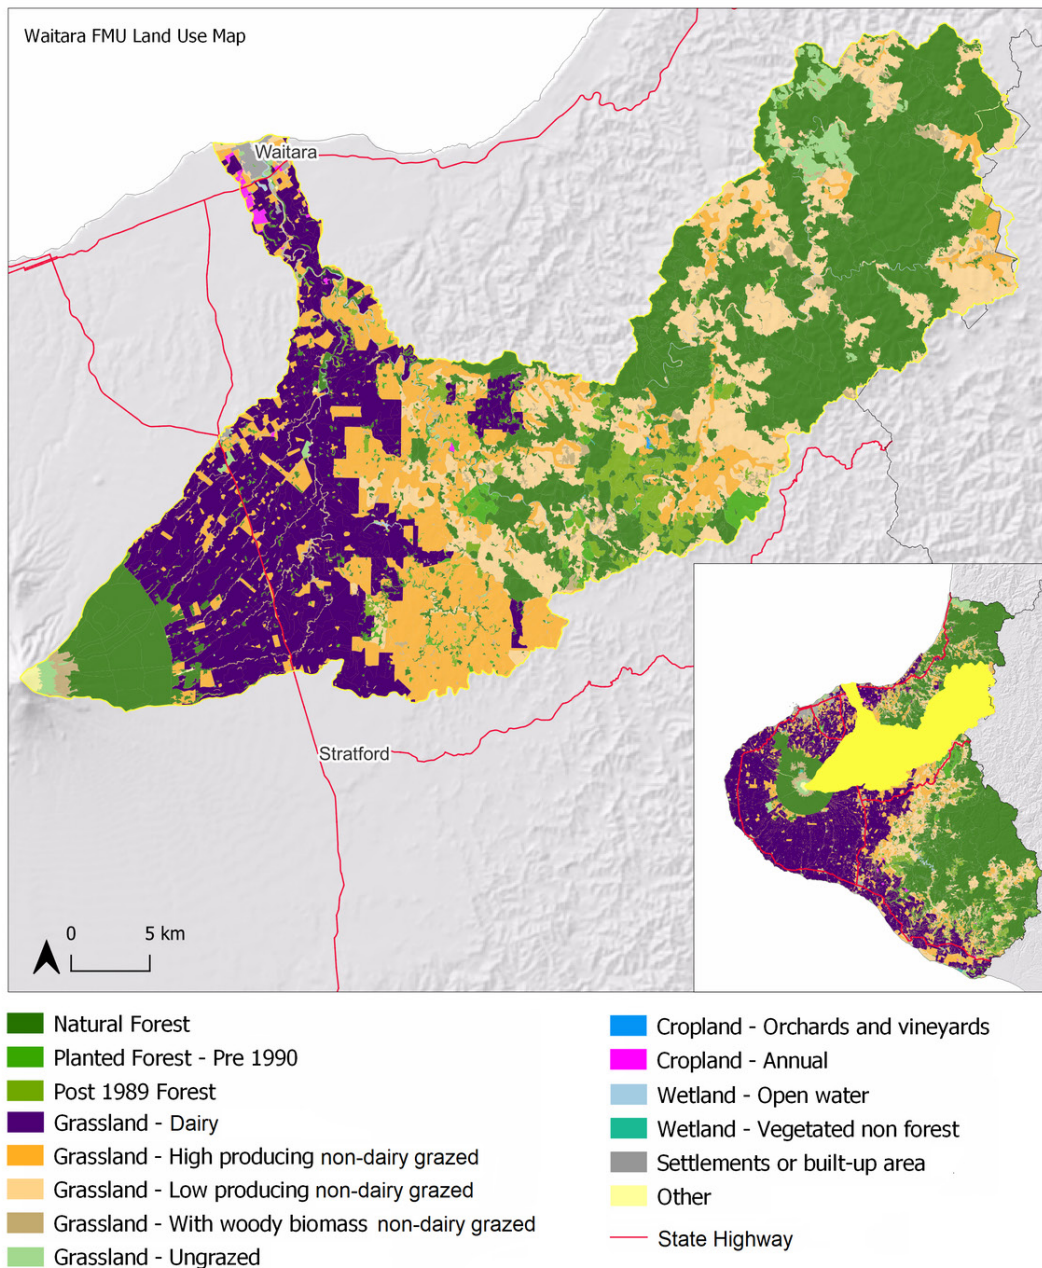 Waitara FMU Land Use Map
Waitara
Stratford
0 5 km
Natural Forest
Planted Forest - Pre 1990
Post 1989 Forest
Grassland - Dairy
Grassland - High producing non-dairy grazed
Grassland - Low producing non-dairy grazed
Grassland - With woody biomass non-dairy grazed
Grassland - Ungrazed
Cropland - Orchards and vineyards
Cropland - Annual
Wetland - Open water
Wetland - Vegetated non forest
Settlements or built-up area
Other
State Highway